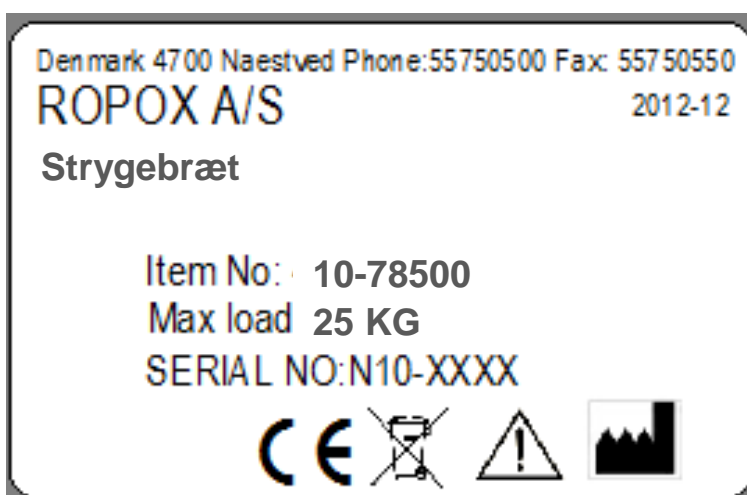 Denmark 4700 Naestved Phone:55750500 Fax: 55750550
ROPOX A/S 2012-12
Strygebræt
Item No: 10-78500
Max load 25 KG
SERIAL NO:N10-XXXX
CE